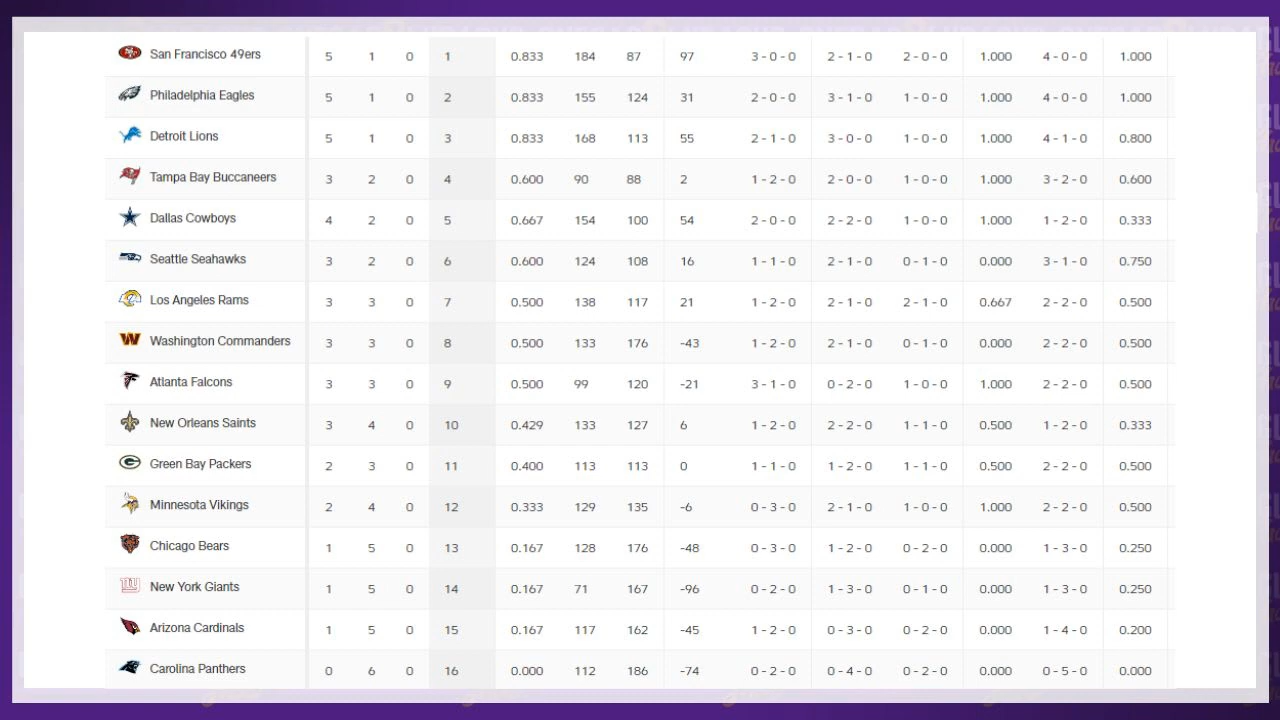 San Francisco 49ers 5 1 0 1 0.833 184 87 97 3 - 0 - 0 2 - 1 - 0 2 - 0 - 0 1.000 4 - 0 - 0 1.000
Philadelphia Eagles 5 1 0 2 0.833 155 124 31 2 - 0 - 0 3 - 1 - 0 1 - 0 - 0 1.000 4 - 0 - 0 1.000
Detroit Lions 5 1 0 3 0.833 168 113 55 2 - 1 - 0 3 - 0 - 0 1 - 0 - 0 1.000 4 - 1 - 0 0.800
Tampa Bay Buccaneers 3 2 0 4 0.600 90 88 2 1 - 2 - 0 2 - 0 - 0 1 - 0 - 0 1.000 3 - 2 - 0 0.600
Dallas Cowboys 4 2 0 5 0.667 154 100 54 2 - 0 - 0 2 - 2 - 0 1 - 0 - 0 1.000 1 - 2 - 0 0.333
Seattle Seahawks 3 2 0 6 0.600 124 108 16 1 - 1 - 0 2 - 1 - 0 0 - 1 - 0 0.000 3 - 1 - 0 0.750
Los Angeles Rams 3 3 0 7 0.500 138 117 21 1 - 2 - 0 2 - 1 - 0 2 - 1 - 0 0.667 2 - 2 - 0 0.500
Washington Commanders 3 3 0 8 0.500 133 176 -43 1 - 2 - 0 2 - 1 - 0 0 - 1 - 0 0.000 2 - 2 - 0 0.500
Atlanta Falcons 3 3 0 9 0.500 99 120 -21 3 - 1 - 0 0 - 2 - 0 1 - 0 - 0 1.000 2 - 2 - 0 0.500
New Orleans Saints 3 4 0 10 0.429 133 127 6 1 - 2 - 0 2 - 2 - 0 1 - 1 - 0 0.500 1 - 2 - 0 0.333
Green Bay Packers 2 3 0 11 0.400 113 113 0 1 - 1 - 0 1 - 2 - 0 1 - 1 - 0 0.500 2 - 2 - 0 0.500
Minnesota Vikings 2 4 0 12 0.333 129 135 -6 0 - 3 - 0 2 - 1 - 0 1 - 0 - 0 1.000 2 - 2 - 0 0.500
Chicago Bears 1 5 0 13 0.167 128 176 -48 0 - 3 - 0 1 - 2 - 0 0 - 2 - 0 0.000 1 - 3 - 0 0.250
New York Giants 1 5 0 14 0.167 71 167 -96 0 - 2 - 0 1 - 3 - 0 0 - 1 - 0 0.000 1 - 3 - 0 0.250
Arizona Cardinals 1 5 0 15 0.167 117 162 -45 1 - 2 - 0 0 - 3 - 0 0 - 2 - 0 0.000 1 - 4 - 0 0.200
Carolina Panthers 0 6 0 16 0.000 112 186 -74 0 - 2 - 0 0 - 4 - 0 0 - 2 - 0 0.000 0 - 5 - 0 0.000